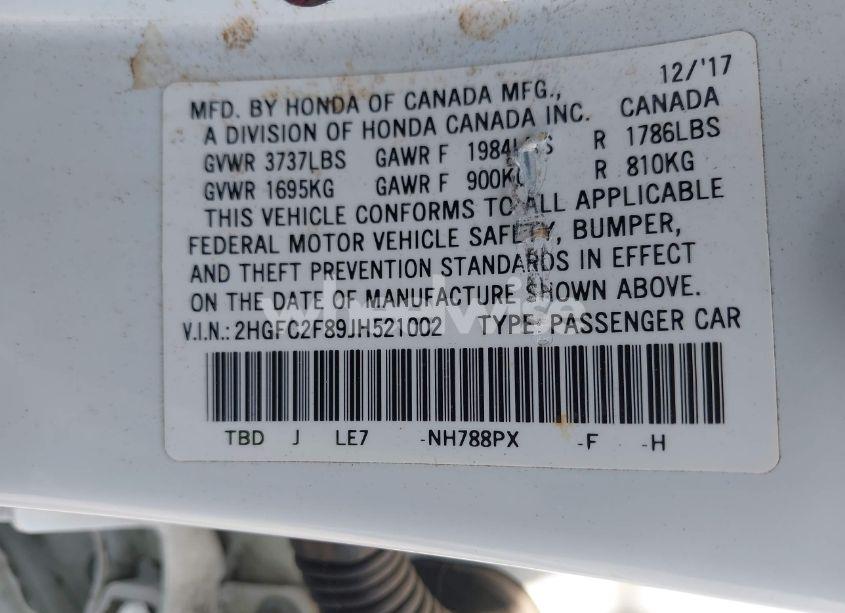 12/'17
MFD. BY HONDA OF CANADA MFG., CANADA
A DIVISION OF HONDA CANADA INC.
GVWR 3737LBS GAWR F 1984LBS R 1786LBS
GVWR 1695KG GAWR F 900KG R 810KG
THIS VEHICLE CONFORMS TO ALL APPLICABLE
FEDERAL MOTOR VEHICLE SAFETY, BUMPER,
AND THEFT PREVENTION STANDARDS IN EFFECT
ON THE DATE OF MANUFACTURE SHOWN ABOVE.
V.I.N.: 2HGFC2F89JH521002 TYPE: PASSENGER CAR
TBD J LE7 -NH788PX -F -H